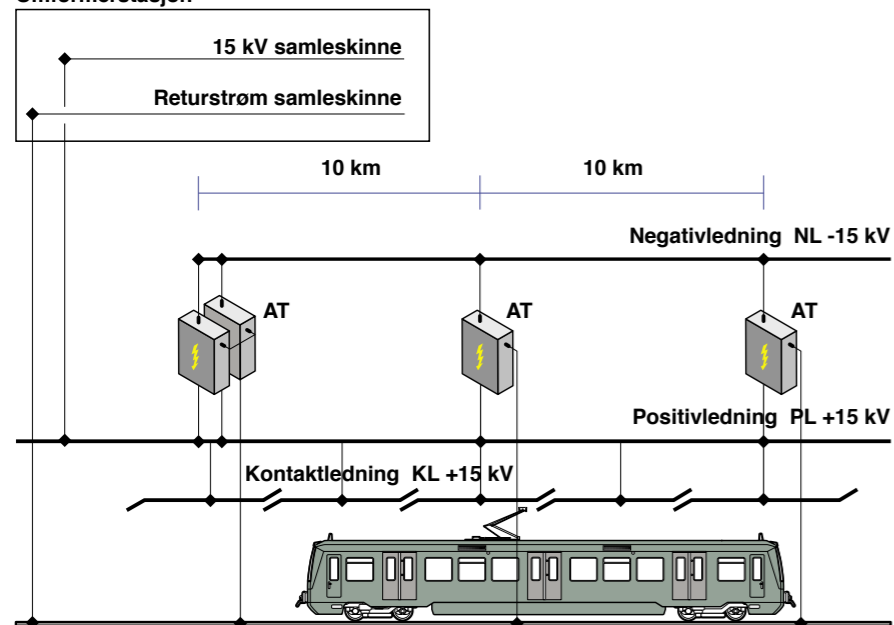 15 kV samleskinne
Returstrøm samleskinne
10 km 10 km
Negativledning NL -15 kV
AT AT AT
Positivledning PL +15 kV
Kontaktledning KL +15 kV